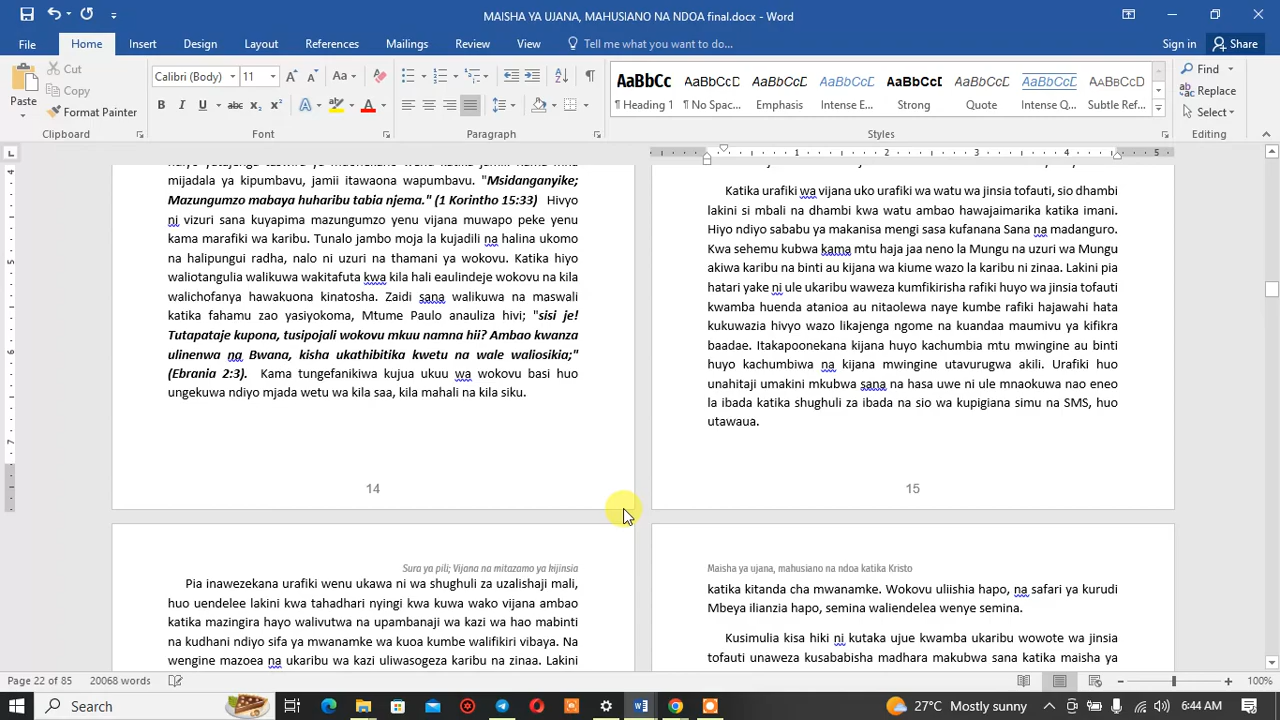 MAISHA YA UJANA, MAHUSIANO NA NDOA final.docx - Word
File Home Insert Design Layout References Mailings Review View Tell me what you want to do... Sign in Share
Paste
Cut
Copy
Format Painter
Calibri (Body) 11
AaBbCc AaBbCcD AaBbCcD AaBbCcD AaBbCcD AaBbCcD AaBbCcD AaBbCcD
¶ Heading 1 ¶ No Spac... Emphasis Intense E... Strong Quote Intense Q... Subtle Ref...
Find
Replace
Select
Clipboard Font Paragraph Styles Editing
mijadala ya kipumbavu, jamii itawaona wapumbavu. "Msidanganyike;
Mazungumzo mabaya huharibu tabia njema." (1 Korintho 15:33) Hivyo
ni vizuri sana kuyapima mazungumzo yenu vijana muwapo peke yenu
kama marafiki wa karibu. Tunalo jambo moja la kujadili na halina ukomo
na halipungui radha, nalo ni uzuri na thamani ya wokovu. Katika hiyo
waliotangulia walikuwa wakitafuta kwa kila hali eaulindeje wokovu na kila
walichofanya hawakuona kinatosha. Zaidi sana walikuwa na maswali
katika fahamu zao yasiyokoma, Mtume Paulo anauliza hivi; "sisi je!
Tutapataje kupona, tusipojali wokovu mkuu namna hii? Ambao kwanza
ulinenwa na Bwana, kisha ukathibitika kwetu na wale waliosikia;"
(Ebrania 2:3). Kama tungefanikiwa kujua ukuu wa wokovu basi huo
ungekuwa ndiyo mjada wetu wa kila saa, kila mahali na kila siku.
14
Katika urafiki wa vijana uko urafiki wa watu wa jinsia tofauti, sio dhambi
lakini si mbali na dhambi kwa watu ambao hawajaimarika katika imani.
Hiyo ndiyo sababu ya makanisa mengi sasa kufanana Sana na madanguro.
Kwa sehemu kubwa kama mtu haja jaa neno la Mungu na uzuri wa Mungu
akiwa karibu na binti au kijana wa kiume wazo la karibu ni zinaa. Lakini pia
hatari yake ni ule ukaribu waweza kumfikirisha rafiki huyo wa jinsia tofauti
kwamba huenda atanioa au nitaolewa naye kumbe rafiki hajawahi hata
kukuwazia hivyo wazo likajenga ngome na kuandaa maumivu ya kifikra
baadae. Itakapoonekana kijana huyo kachumbia mtu mwingine au binti
huyo kachumbiwa na kijana mwingine utavurugwa akili. Urafiki huo
unahitaji umakini mkubwa sana na hasa uwe ni ule mnaokuwa nao eneo
la ibada katika shughuli za ibada na sio wa kupigiana simu na SMS, huo
utawaua.
15
Sura ya pili; Vijana na mitazamo ya kijinsia
Pia inawezekana urafiki wenu ukawa ni wa shughuli za uzalishaji mali,
huo uendelee lakini kwa tahadhari nyingi kwa kuwa wako vijana ambao
katika mazingira hayo walivutwa na upambanaji wa kazi wa hao mabinti
na kudhani ndiyo sifa ya mwanamke wa kuoa kumbe walifikiri vibaya. Na
wengine mazoea na ukaribu wa kazi uliwasogeza karibu na zinaa. Lakini
Maisha ya ujana, mahusiano na ndoa katika Kristo
katika kitanda cha mwanamke. Wokovu uliishia hapo, na safari ya kurudi
Mbeya ilianzia hapo, semina waliendelea wenye semina.
Kusimulia kisa hiki ni kutaka ujue kwamba ukaribu wowote wa jinsia
tofauti unaweza kusababisha madhara makubwa sana katika maisha ya
Page 22 of 85 20068 words 100%
Search 27°C Mostly sunny 6:44 AM